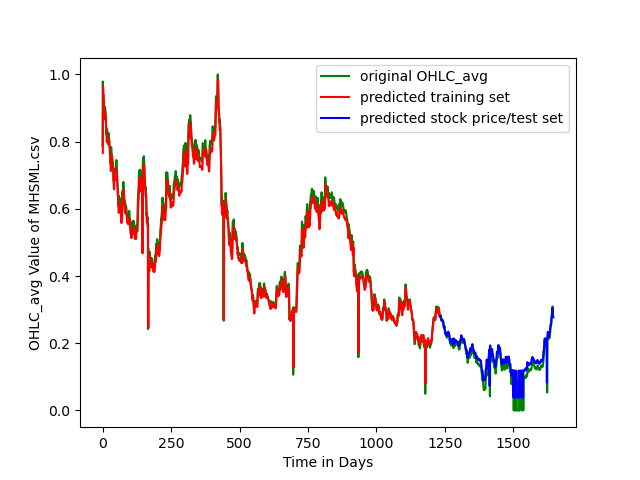 original OHLC_avg
predicted training set
predicted stock price/test set
OHLC_avg Value of MHSML.csv
1.0
0.8
0.6
0.4
0.2
0.0
0 250 500 750 1000 1250 1500
Time in Days